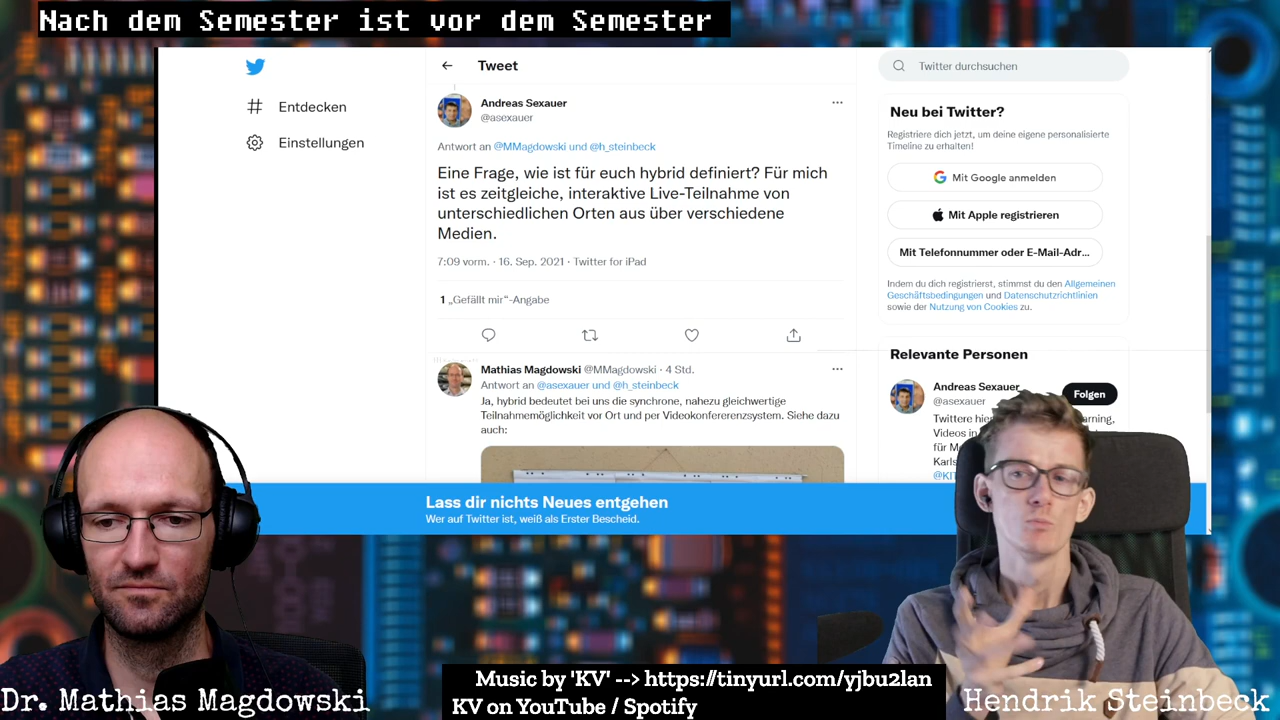 Nach dem Semester ist vor dem Semester
Entdecken
Einstellungen
Tweet
Andreas Sexauer
@asexauer
Antwort an @MMagdowski und @h_steinbeck
Eine Frage, wie ist für euch hybrid definiert? Für mich
ist es zeitgleiche, interaktive Live-Teilnahme von
unterschiedlichen Orten aus über verschiedene
Medien.
7:09 vorm. · 16. Sep. 2021 · Twitter for iPad
1 „Gefällt mir“-Angabe
Mathias Magdowski @MMagdowski · 4 Std.
Antwort an @asexauer und @h_steinbeck
Ja, hybrid bedeutet bei uns die synchrone, nahezu gleichwertige
Teilnahmemöglichkeit vor Ort und per Videokonfererenzsystem. Siehe dazu
auch:
Twitter durchsuchen
Neu bei Twitter?
Registriere dich jetzt, um deine eigene personalisierte
Timeline zu erhalten!
Mit Google anmelden
Mit Apple registrieren
Mit Telefonnummer oder E-Mail-Adr...
Indem du dich registrierst, stimmst du den Allgemeinen
Geschäftsbedingungen und Datenschutzrichtlinien
sowie der Nutzung von Cookies zu.
Relevante Personen
Andreas Sexauer
@asexauer
Folgen
Twittere
Videos in
für
@KIT
Lass dir nichts Neues entgehen
Wer auf Twitter ist, weiß als Erster Bescheid.
Dr. Mathias Magdowski
Music by 'KV' --> https://tinyurl.com/yjbu2lan
KV on YouTube / Spotify
Hendrik Steinbeck